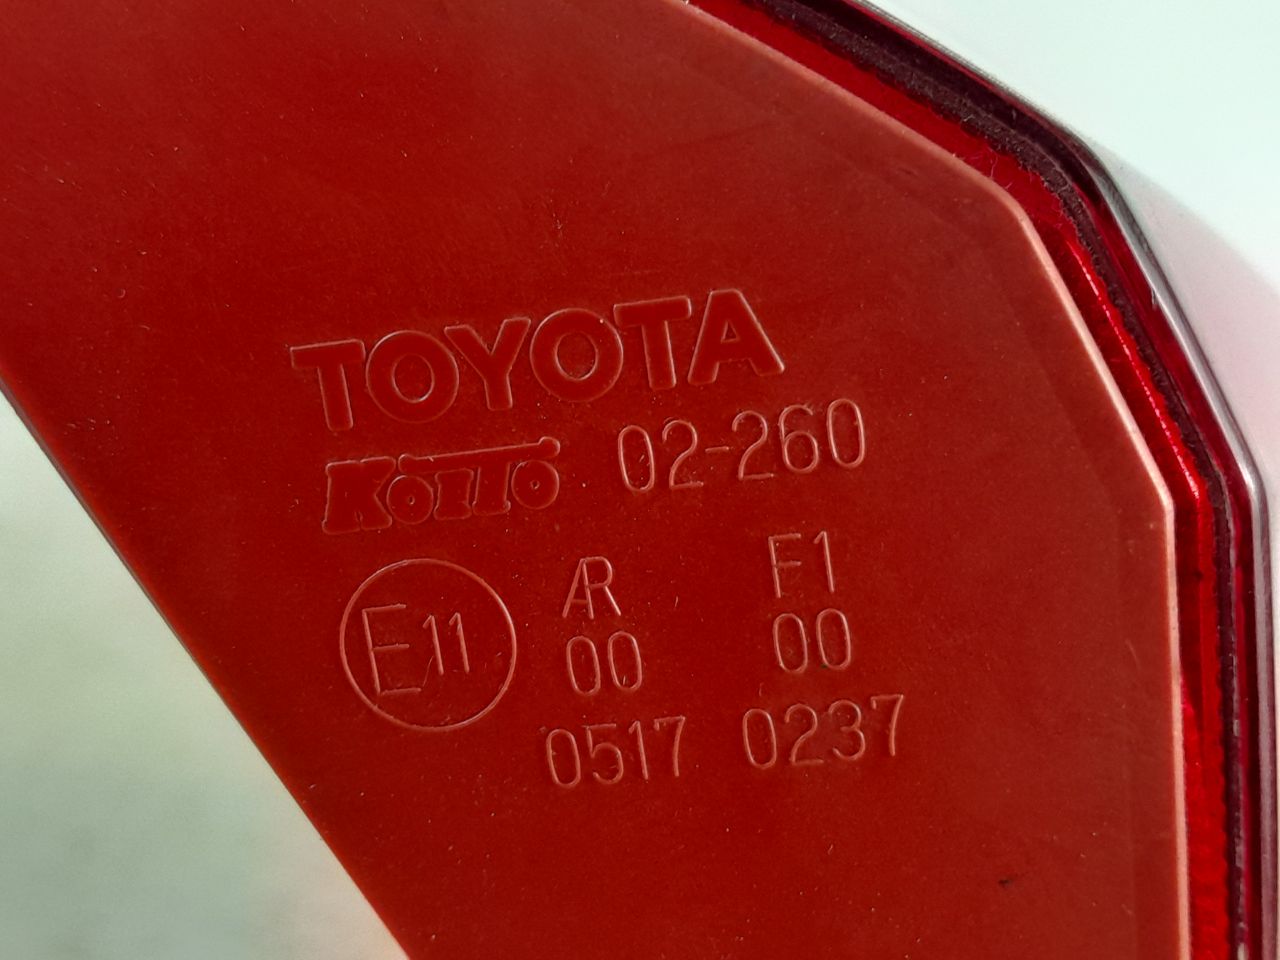 TOYOTA
KOITO 02-260
E11 AR F1
00 00
0517 0237